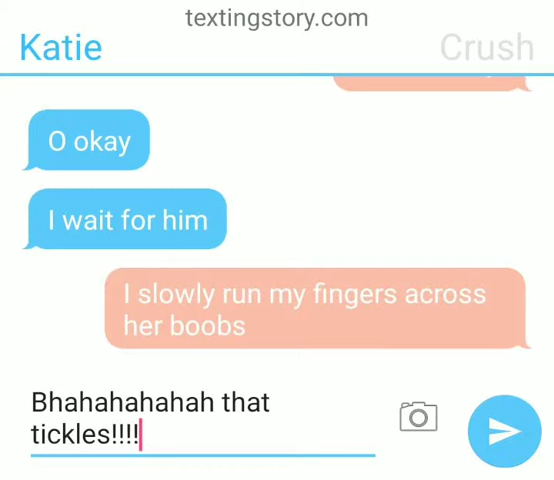 textingstory.com
Katie
Crush
O okay
I wait for him
I slowly run my fingers across
her boobs
Bhahahahahah that
tickles!!!!